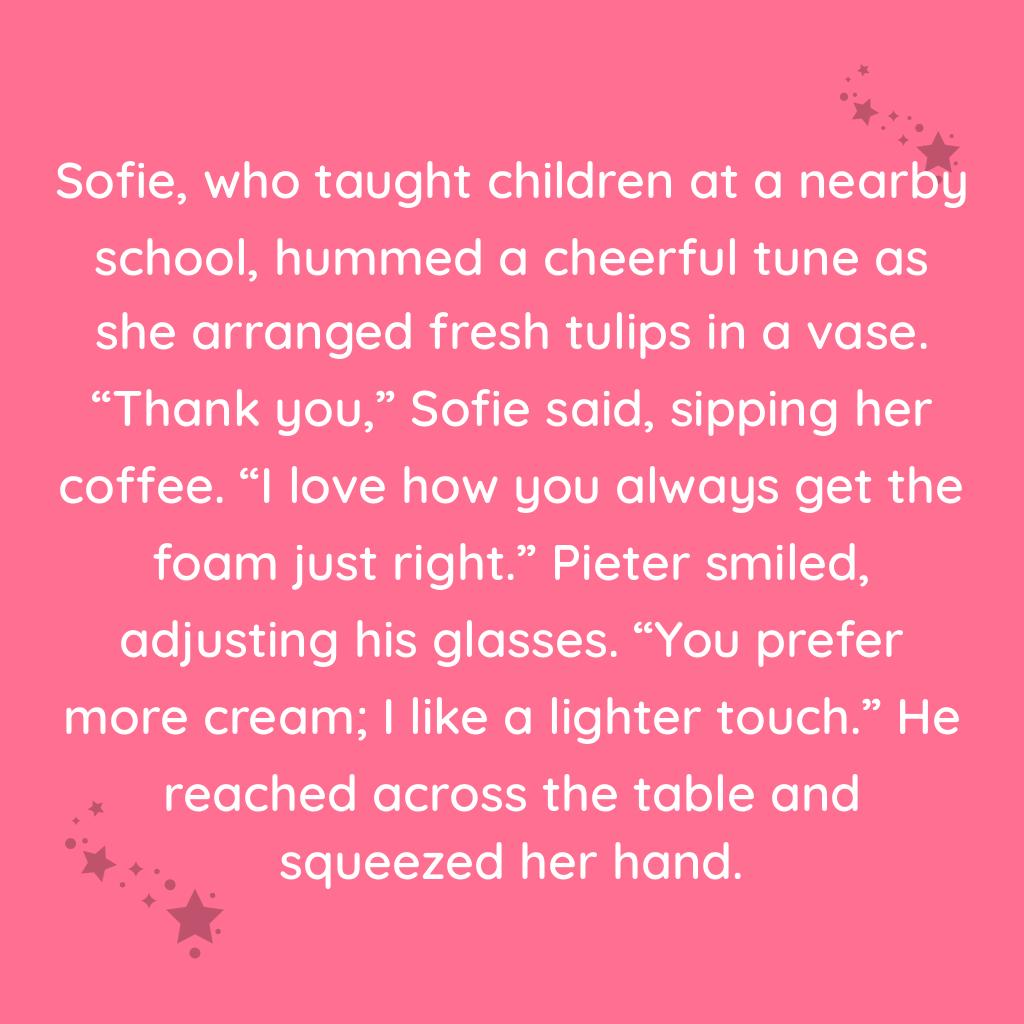 Sofie, who taught children at a nearby
school, hummed a cheerful tune as
she arranged fresh tulips in a vase.
“Thank you,” Sofie said, sipping her
coffee. “I love how you always get the
foam just right.” Pieter smiled,
adjusting his glasses. “You prefer
more cream; I like a lighter touch.” He
reached across the table and
squeezed her hand.